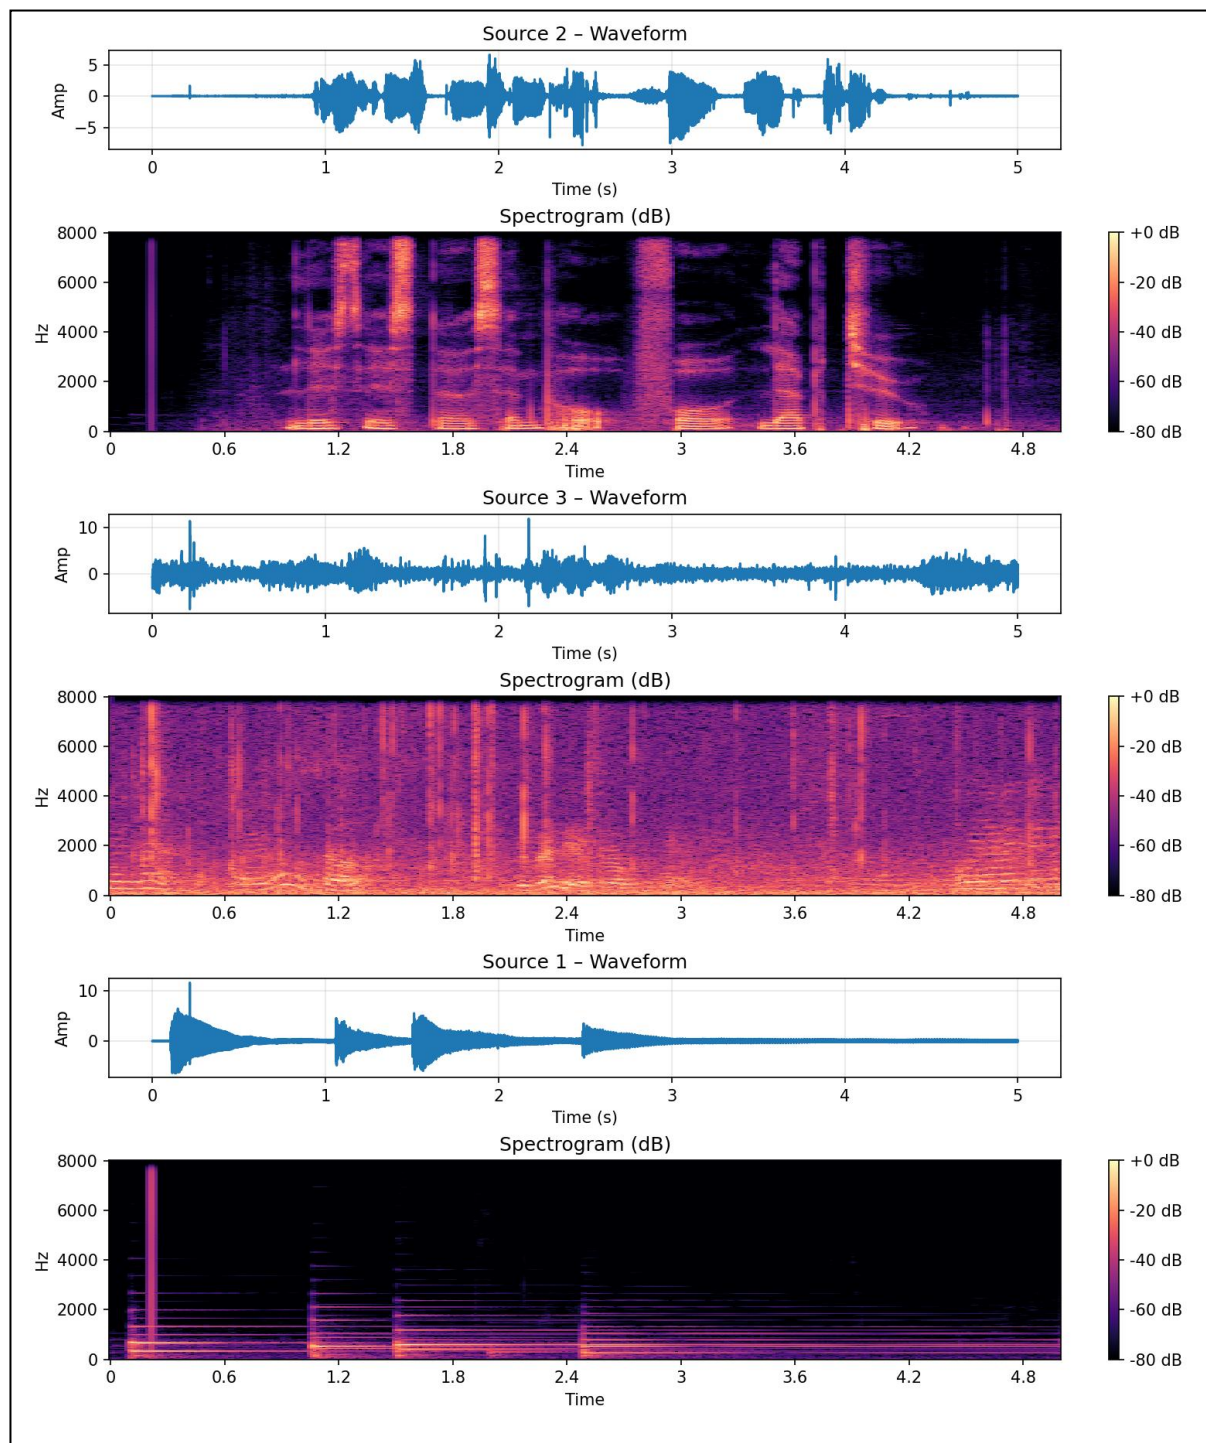 Source 2 – Waveform
5
0
−5
Amp
0 1 2 3 4 5
Time (s)
Spectrogram (dB)
8000
6000
4000
2000
0
Hz
0 0.6 1.2 1.8 2.4 3 3.6 4.2 4.8
Time
+0 dB
-20 dB
-40 dB
-60 dB
-80 dB
Source 3 – Waveform
10
0
Amp
0 1 2 3 4 5
Time (s)
Spectrogram (dB)
8000
6000
4000
2000
0
Hz
0 0.6 1.2 1.8 2.4 3 3.6 4.2 4.8
Time
+0 dB
-20 dB
-40 dB
-60 dB
-80 dB
Source 1 – Waveform
10
0
Amp
0 1 2 3 4 5
Time (s)
Spectrogram (dB)
8000
6000
4000
2000
0
Hz
0 0.6 1.2 1.8 2.4 3 3.6 4.2 4.8
Time
+0 dB
-20 dB
-40 dB
-60 dB
-80 dB